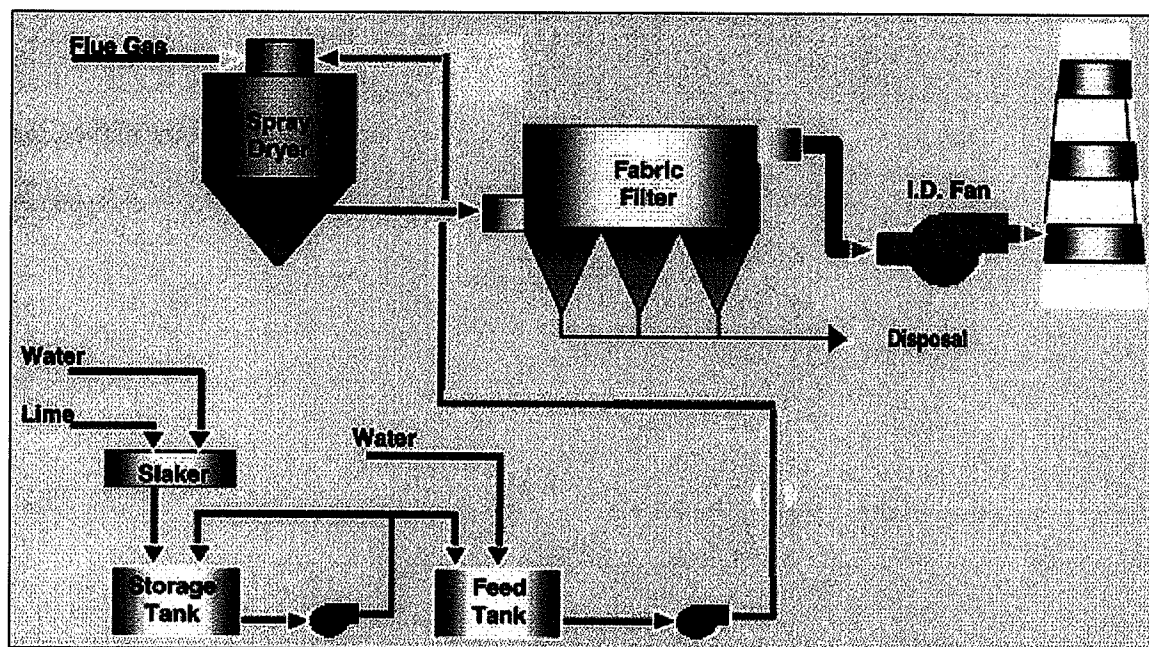 Flue Gas
Spray
Dryer
Fabric
Filter
I.D. Fan
Disposal
Water
Lime
Slaker
Water
Storage
Tank
Feed
Tank